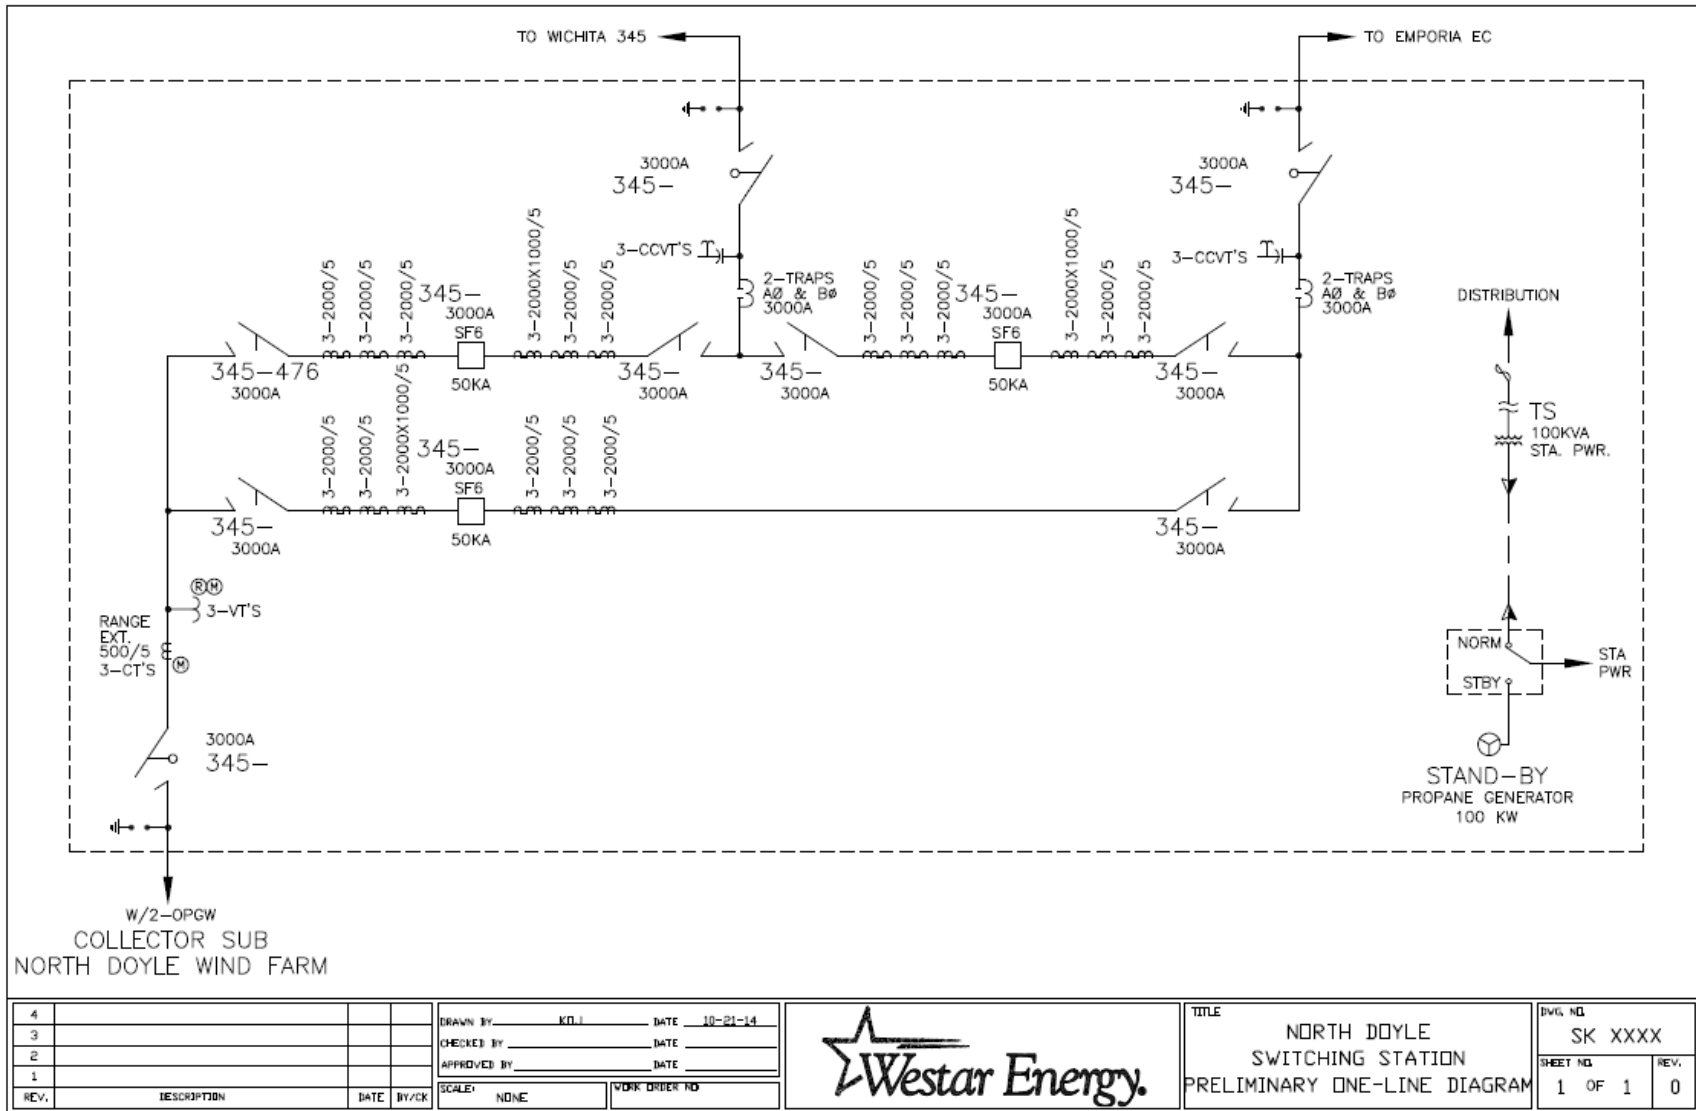 TO WICHITA 345
TO EMPORIA EC
3000A
345-
3000A
345-
3-CCVT'S
3-CCVT'S
2-TRAPS
AØ & BØ
3000A
2-TRAPS
AØ & BØ
3000A
3-2000/5
3-2000/5
3-2000/5
345-
3000A
SF6
50KA
3-2000X1000/5
3-2000/5
3-2000/5
3-2000/5
3-2000/5
3-2000/5
345-
3000A
SF6
50KA
3-2000X1000/5
3-2000/5
3-2000/5
345-476
3000A
345-
3000A
345-
3000A
345-
3000A
3-2000/5
3-2000/5
3-2000X1000/5
345-
3000A
SF6
50KA
3-2000/5
3-2000/5
3-2000/5
345-
3000A
345-
3000A
DISTRIBUTION
TS
100KVA
STA. PWR.
NORM
STBY
STA
PWR
STAND-BY
PROPANE GENERATOR
100 KW
R M
3-VT'S
RANGE
EXT.
500/5
3-CT'S
M
3000A
345-
W/2-OPGW
COLLECTOR SUB
NORTH DOYLE WIND FARM
4
3
2
1
REV. DESCRIPTION DATE BY/CK
DRAWN BY DATE 10-21-14
CHECKED BY DATE
APPROVED BY DATE
SCALE: NONE
WORK ORDER NO
Westar Energy.
TITLE
NORTH DOYLE
SWITCHING STATION
PRELIMINARY ONE-LINE DIAGRAM
DWG. NO.
SK XXXX
SHEET NO. REV.
1 OF 1 0